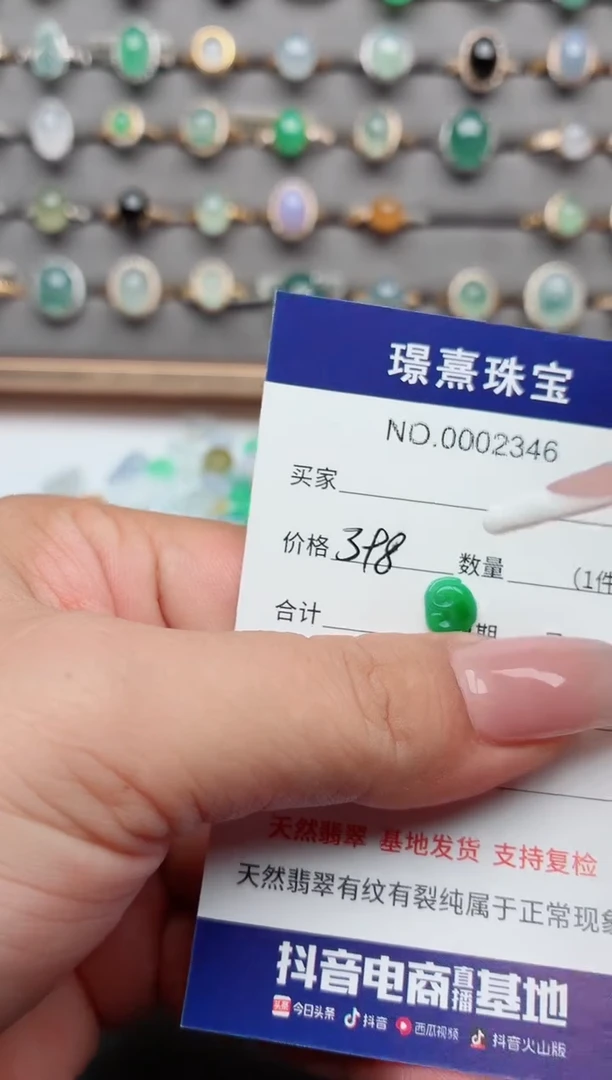 璟熹珠宝
NO.0002346
买家
价格 398 数量 (1件
合计 期
天然翡翠 基地发货 支持复检
天然翡翠有纹有裂纯属于正常现象
抖音电商直播基地
头条 今日头条 抖音 西瓜视频 抖音火山版